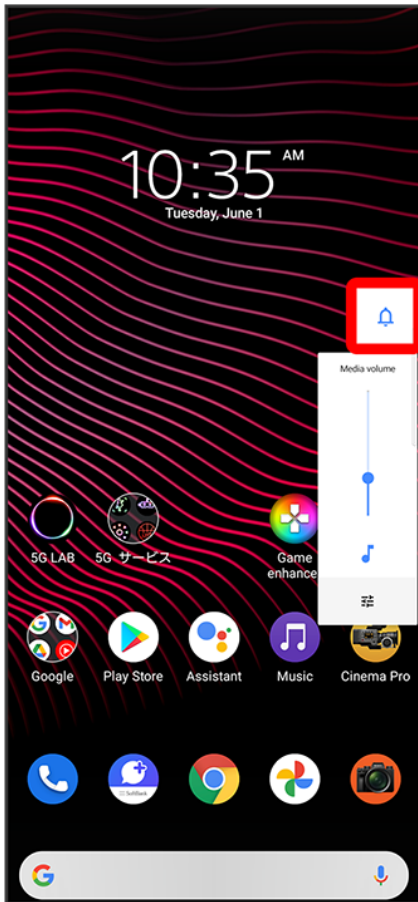 10:35 AM
Tuesday, June 1
Media volume
5G LAB
5G サービス
Game
enhance
Google
Play Store
Assistant
Music
Cinema Pro
SoftBank